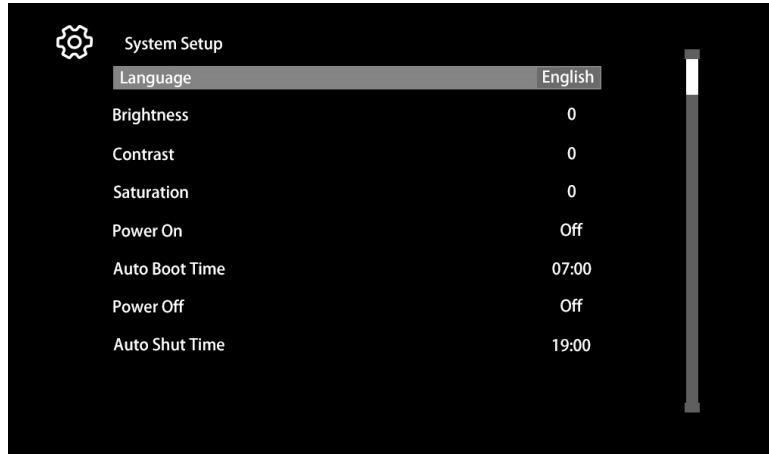 System Setup
Language English
Brightness 0
Contrast 0
Saturation 0
Power On Off
Auto Boot Time 07:00
Power Off Off
Auto Shut Time 19:00